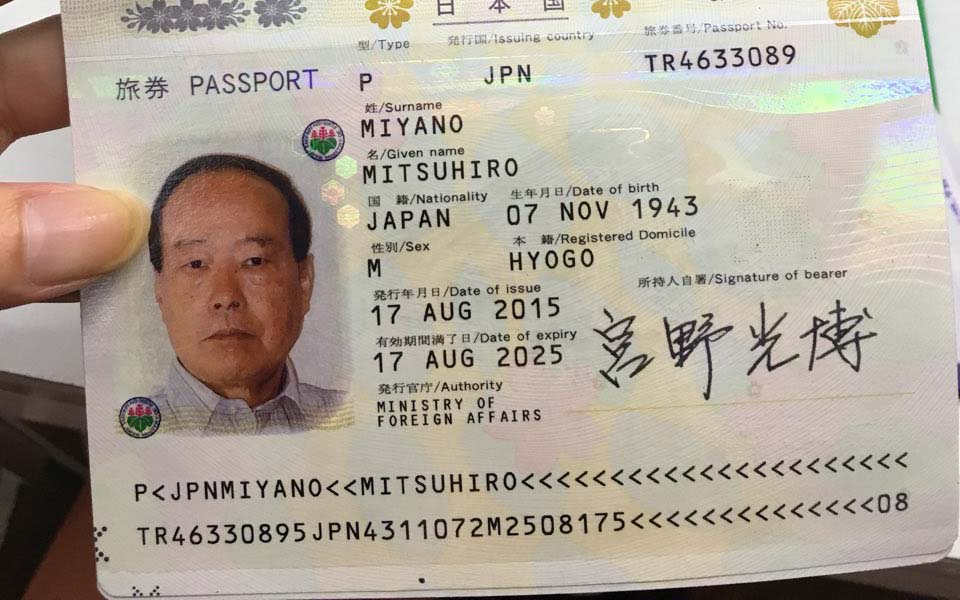 日本国
型/Type
発行国/Issuing country
旅券番号/Passport No.
旅券 PASSPORT
P
JPN
TR4633089
姓/Surname
MIYANO
名/Given name
MITSUHIRO
国 籍/Nationality
生年月日/Date of birth
JAPAN
07 NOV 1943
性別/Sex
本 籍/Registered Domicile
M
HYOGO
所持人自署/Signature of bearer
発行年月日/Date of issue
17 AUG 2015
宮野光博
有効期間満了日/Date of expiry
17 AUG 2025
発行官庁/Authority
MINISTRY OF
FOREIGN AFFAIRS
P<JPNMIYANO<<MITSUHIRO<<<<<<<<<<<<<<<<<<<<<<
TR46330895JPN4311072M2508175<<<<<<<<<<<<<<08